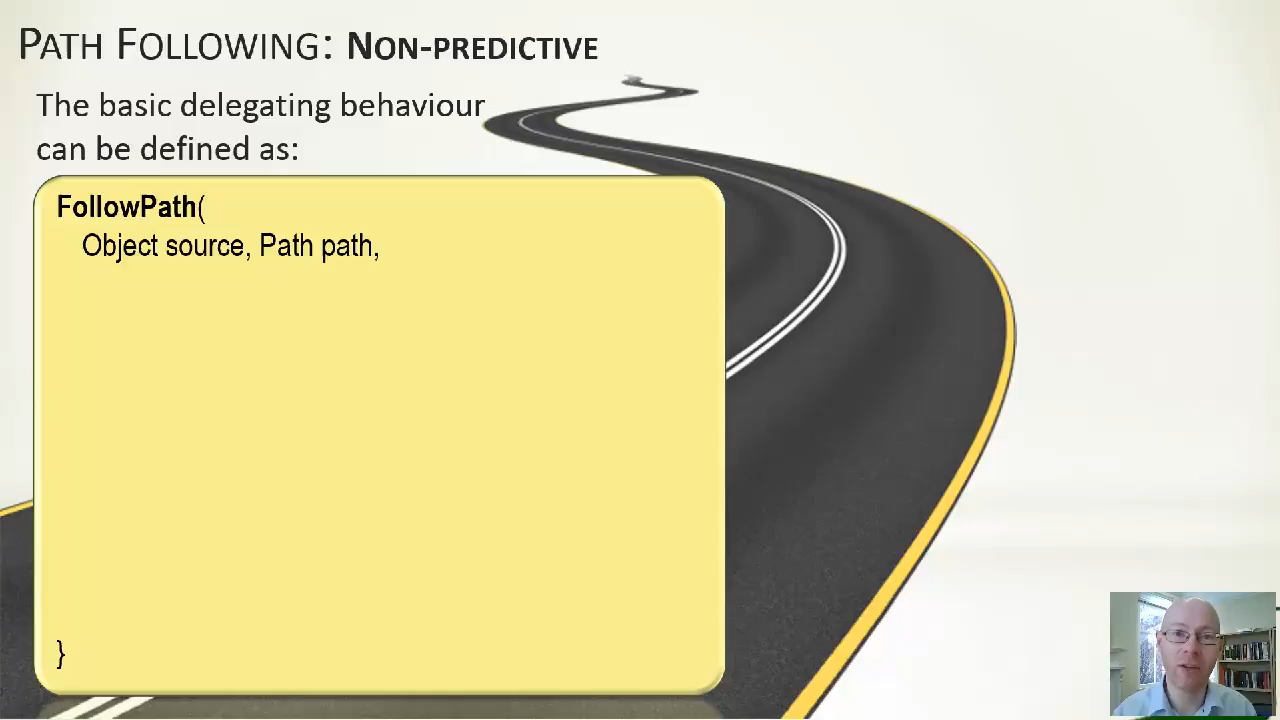 PATH FOLLOWING: NON-PREDICTIVE
The basic delegating behaviour
can be defined as:
FollowPath(
Object source, Path path,
}